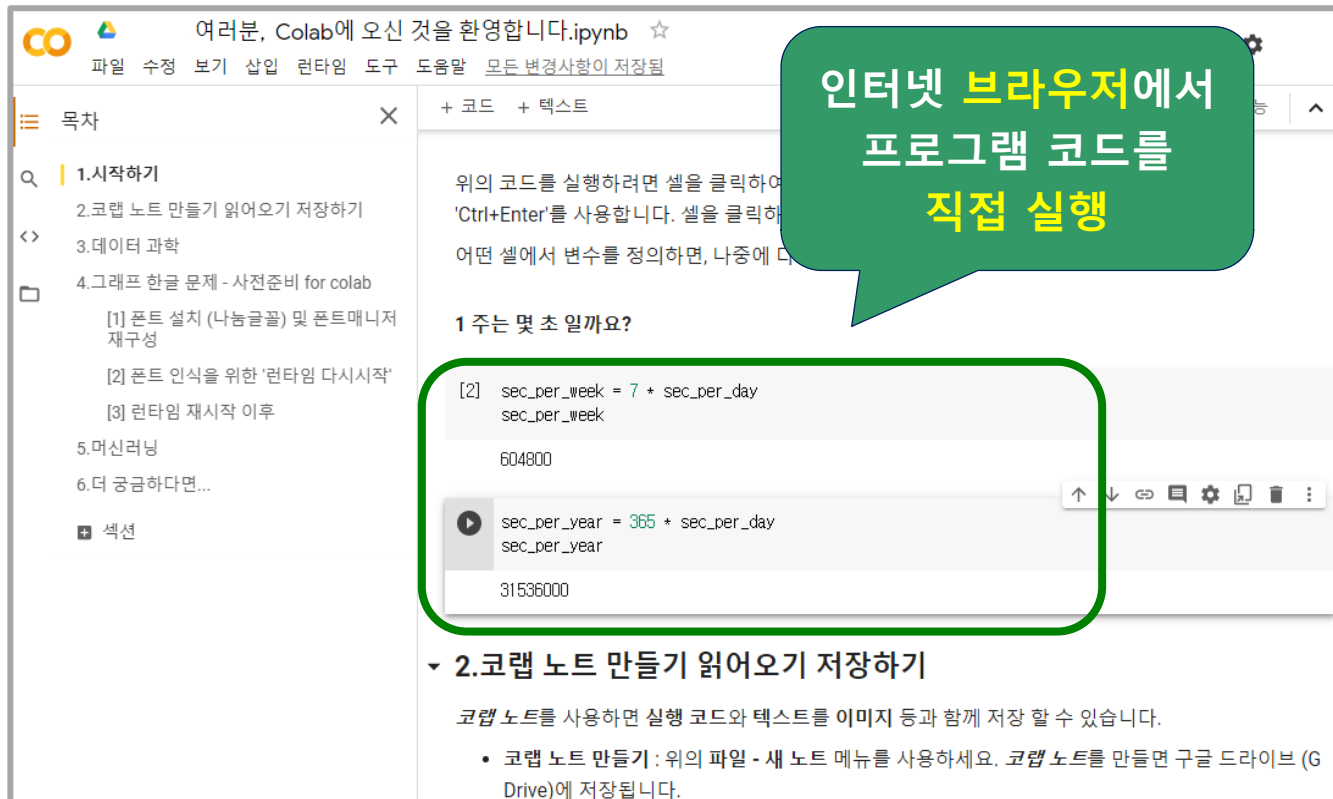 여러분, Colab에 오신 것을 환영합니다.ipynb
파일 수정 보기 삽입 런타임 도구 도움말 모든 변경사항이 저장됨
인터넷 브라우저에서
프로그램 코드를
직접 실행
목차
1.시작하기
2.코랩 노트 만들기 읽어오기 저장하기
3.데이터 과학
4.그래프 한글 문제 - 사전준비 for colab
[1] 폰트 설치 (나눔글꼴) 및 폰트매니저
재구성
[2] 폰트 인식을 위한 '런타임 다시시작'
[3] 런타임 재시작 이후
5.머신러닝
6.더 궁금하다면...
섹션
+ 코드 + 텍스트
위의 코드를 실행하려면 셀을 클릭하여
'Ctrl+Enter'를 사용합니다. 셀을 클릭하
어떤 셀에서 변수를 정의하면, 나중에
1 주는 몇 초 일까요?
[2] sec_per_week = 7 * sec_per_day
sec_per_week
604800
sec_per_year = 365 * sec_per_day
sec_per_year
31536000
2.코랩 노트 만들기 읽어오기 저장하기
코랩 노트를 사용하면 실행 코드와 텍스트를 이미지 등과 함께 저장 할 수 있습니다.
• 코랩 노트 만들기 : 위의 파일 - 새 노트 메뉴를 사용하세요. 코랩 노트를 만들면 구글 드라이브 (G
Drive)에 저장됩니다.